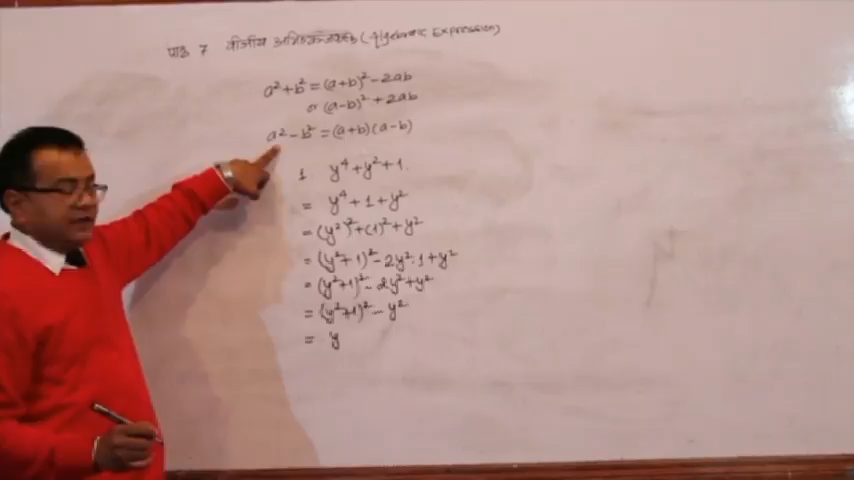 पाठ 7 बीजीय अभिव्यञ्जक (Algebraic Expression)
a²+b² = (a+b)² - 2ab
or (a-b)² + 2ab
a² - b² = (a+b)(a-b)
1 y⁴+y²+1.
= y⁴ + 1 + y²
= (y²)²+(1)²+y²
= (y²+1)² - 2y².1+y²
= (y²+1)² - 2y²+y²
= (y²+1)² - y²
= y